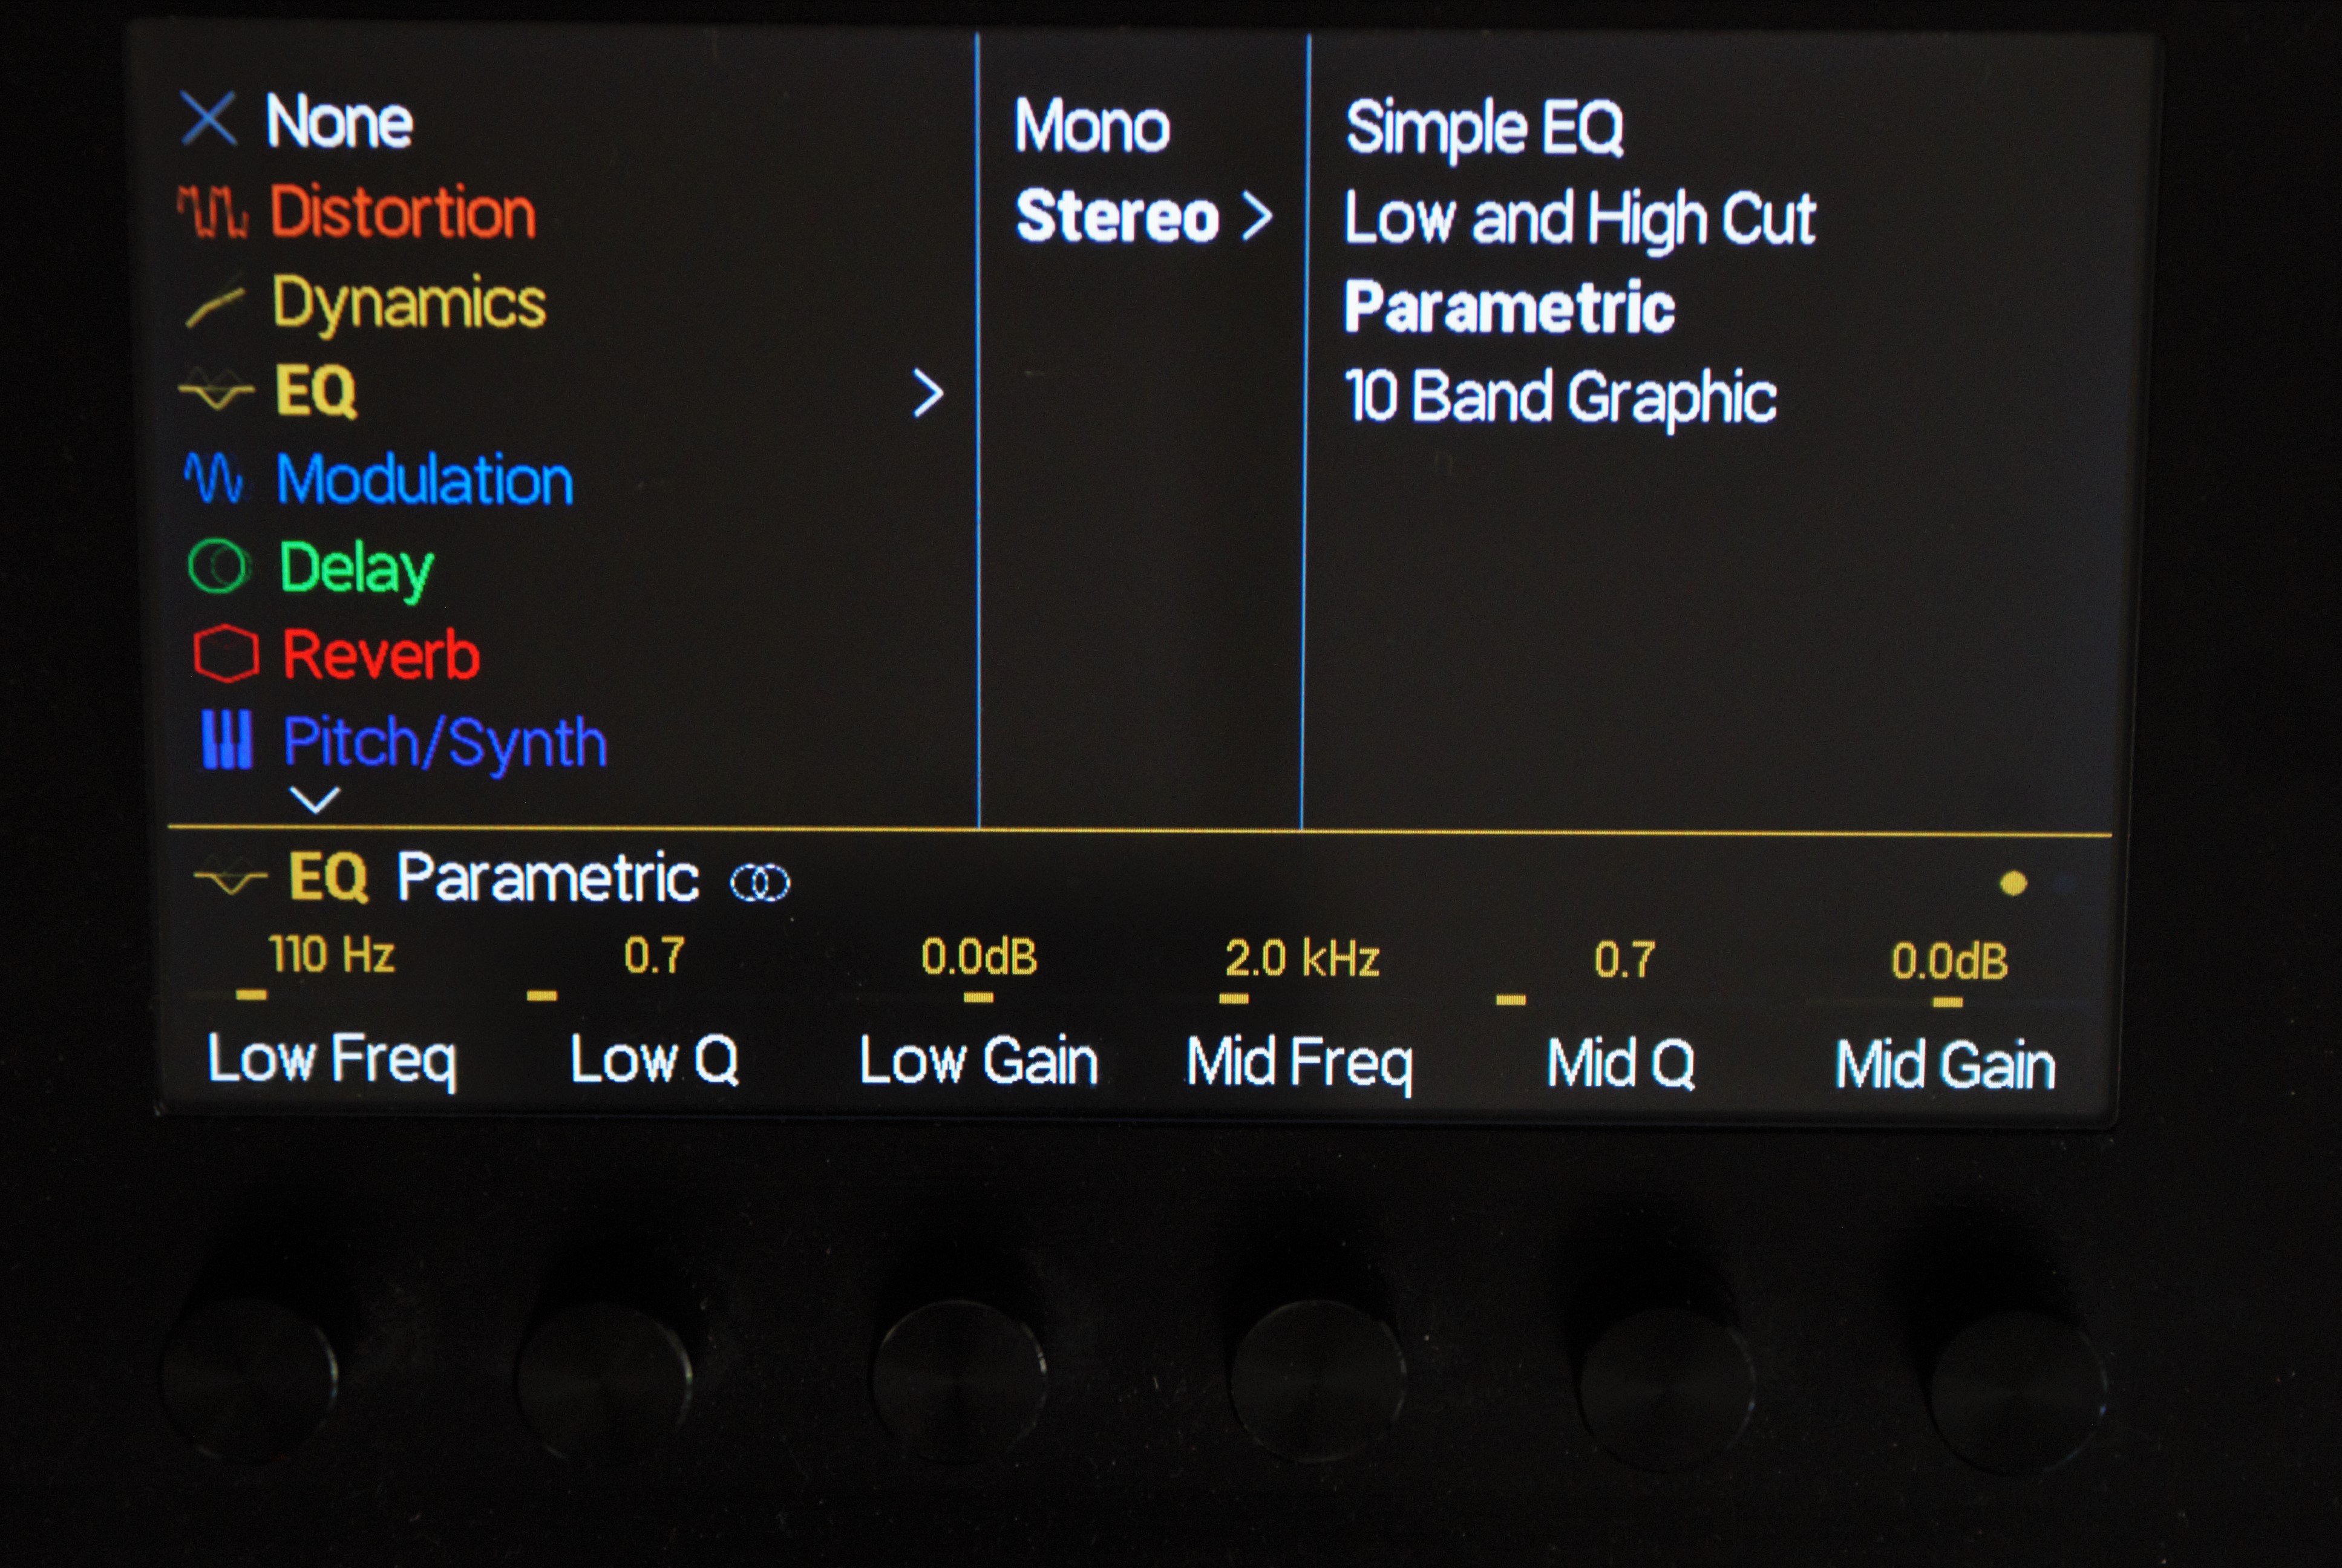 None
Distortion
Dynamics
EQ
Modulation
Delay
Reverb
Pitch/Synth
Mono
Stereo >
Simple EQ
Low and High Cut
Parametric
10 Band Graphic
EQ Parametric
110 Hz 0.7 0.0dB 2.0 kHz 0.7 0.0dB
Low Freq Low Q Low Gain Mid Freq Mid Q Mid Gain